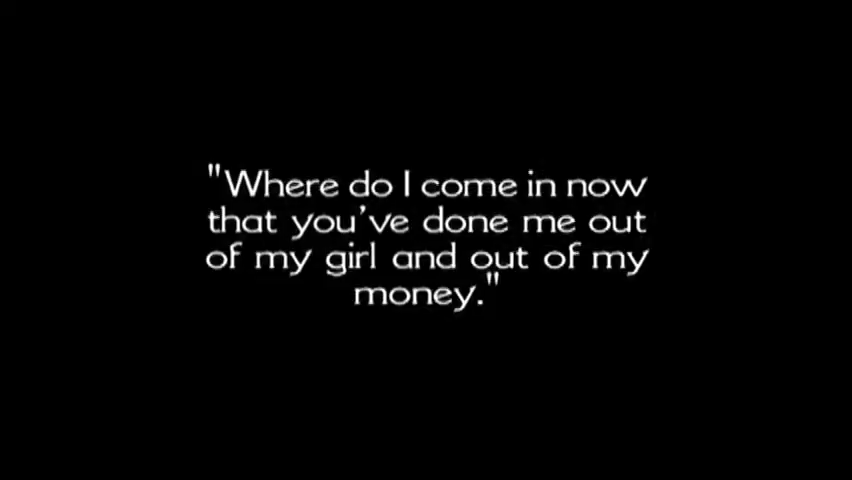 "Where do I come in now
that you've done me out
of my girl and out of my
money."